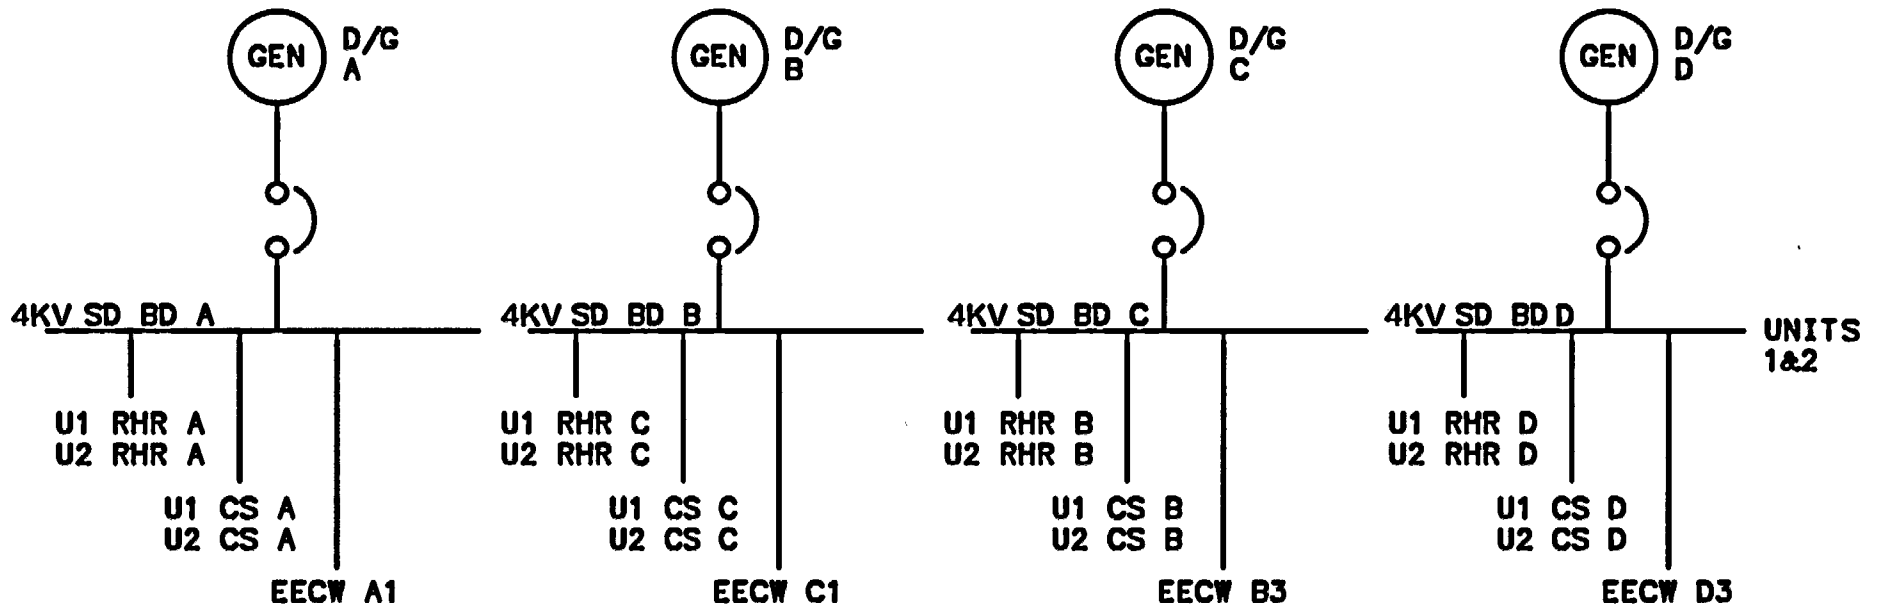 GEN
D/G
A
GEN
D/G
B
GEN
D/G
C
GEN
D/G
D
4KV SD BD A
4KV SD BD B
4KV SD BD C
4KV SD BD D
UNITS
1&2
U1 RHR A
U2 RHR A
U1 RHR C
U2 RHR C
U1 RHR B
U2 RHR B
U1 RHR D
U2 RHR D
U1 CS A
U2 CS A
U1 CS C
U2 CS C
U1 CS B
U2 CS B
U1 CS D
U2 CS D
EECW A1
EECW C1
EECW B3
EECW D3